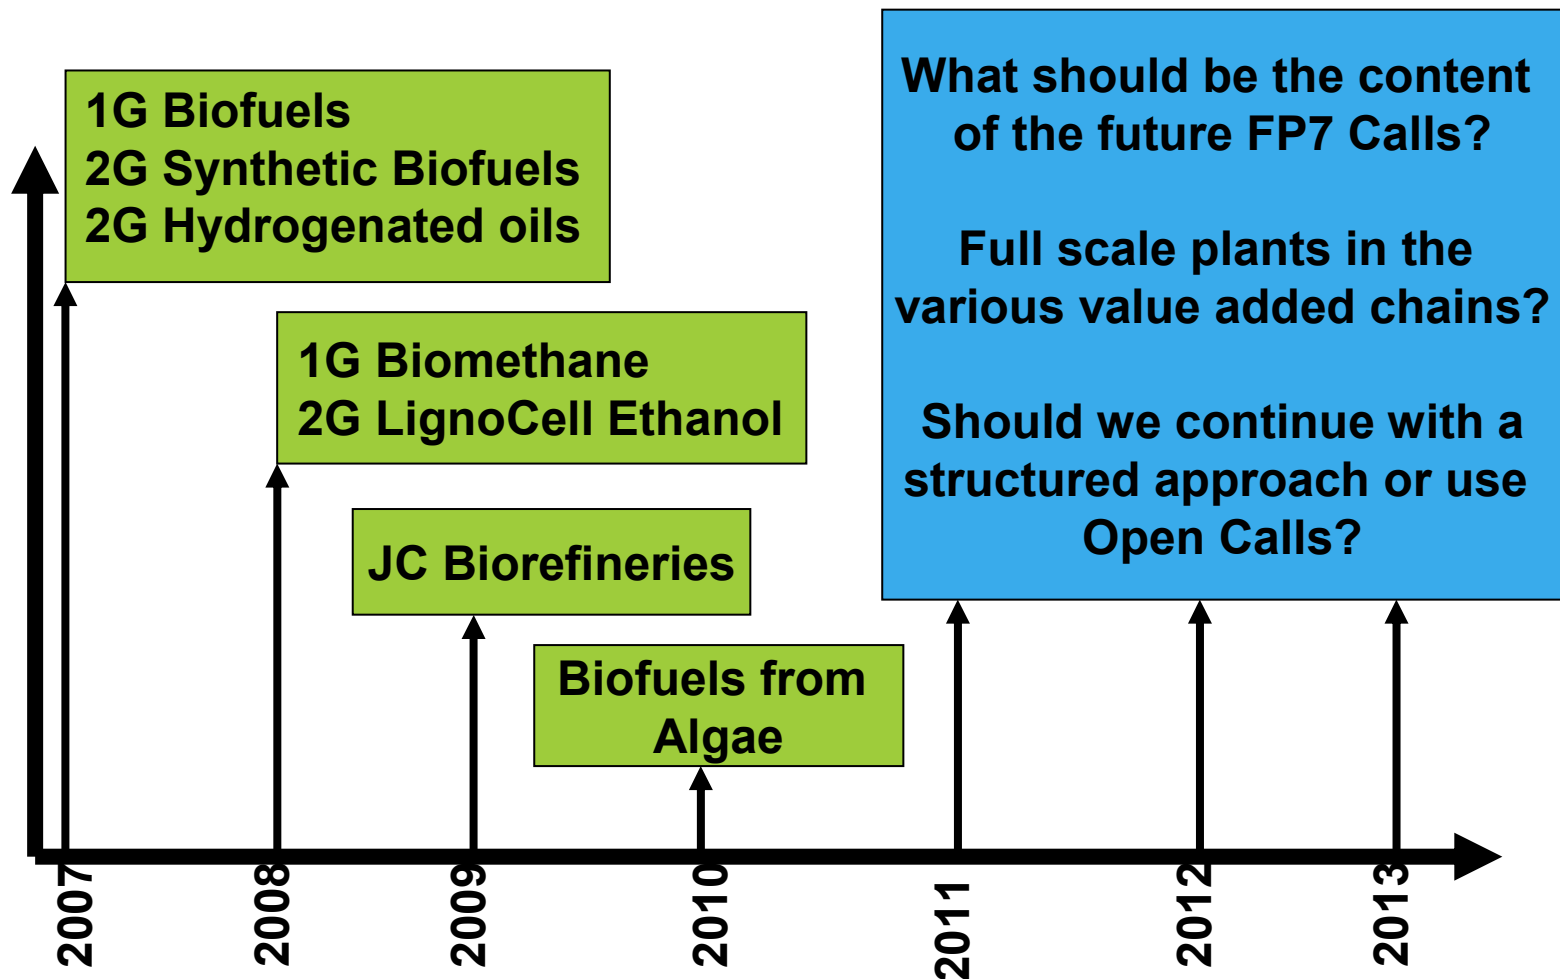 1G Biofuels
2G Synthetic Biofuels
2G Hydrogenated oils
1G Biomethane
2G LignoCell Ethanol
JC Biorefineries
Biofuels from
Algae
What should be the content
of the future FP7 Calls?
Full scale plants in the
various value added chains?
Should we continue with a
structured approach or use
Open Calls?
2007
2008
2009
2010
2011
2012
2013